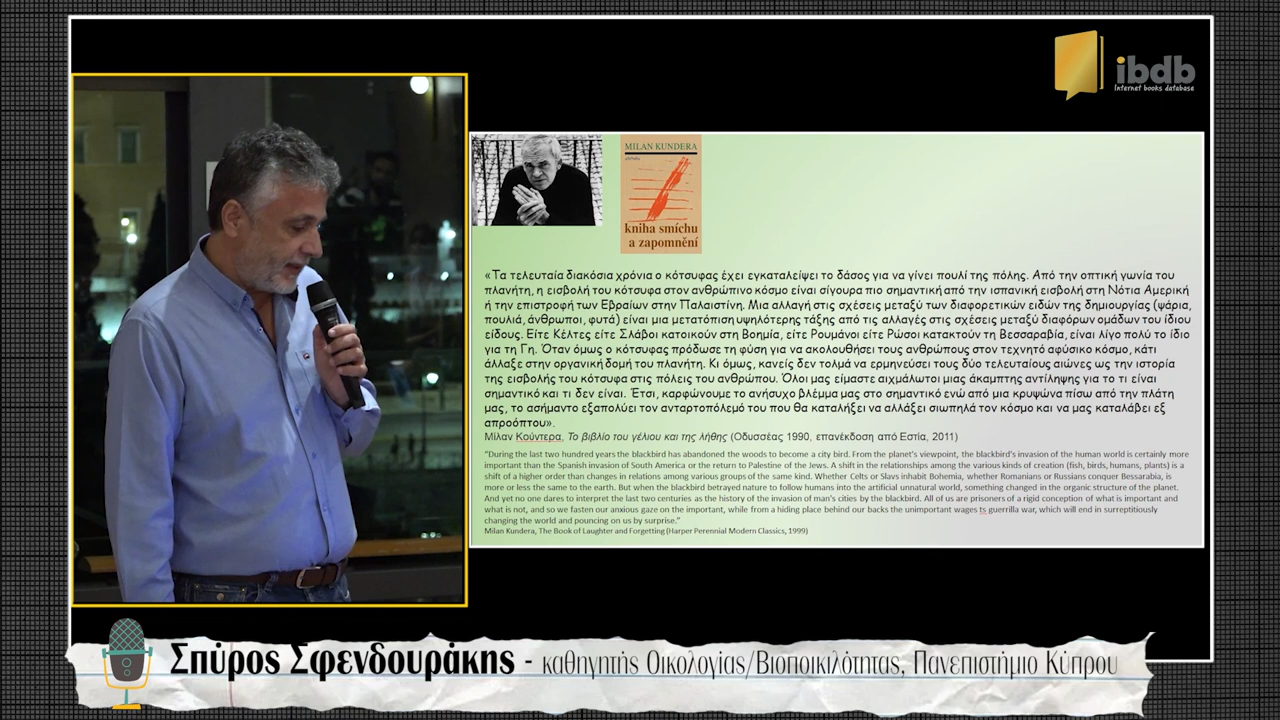 ibdb
Internet books database
MILAN KUNDERA
kniha smíchu
a zapomnění
«Τα τελευταία διακόσια χρόνια ο κότσυφας έχει εγκαταλείψει το δάσος για να γίνει πουλί της πόλης. Από την οπτική γωνία του
πλανήτη, η εισβολή του κότσυφα στον ανθρώπινο κόσμο είναι σίγουρα πιο σημαντική από την ισπανική εισβολή στη Νότια Αμερική
ή την επιστροφή των Εβραίων στην Παλαιστίνη. Μια αλλαγή στις σχέσεις μεταξύ των διαφορετικών ειδών της δημιουργίας (ψάρια,
πουλιά, άνθρωποι, φυτά) είναι μια μετατόπιση υψηλότερης τάξης από τις αλλαγές στις σχέσεις μεταξύ διαφόρων ομάδων του ίδιου
είδους. Είτε Κέλτες είτε Σλάβοι κατοικούν στη Βοημία, είτε Ρουμάνοι είτε Ρώσοι κατακτούν τη Βεσσαραβία, είναι λίγο πολύ το ίδιο
για τη Γη. Όταν όμως ο κότσυφας πρόδωσε τη φύση για να ακολουθήσει τους ανθρώπους στον τεχνητό αφύσικο κόσμο, κάτι
άλλαξε στην οργανική δομή του πλανήτη. Κι όμως, κανείς δεν τολμά να ερμηνεύσει τους δύο τελευταίους αιώνες ως την ιστορία
της εισβολής του κότσυφα στις πόλεις του ανθρώπου. Όλοι μας είμαστε αιχμάλωτοι μιας άκαμπτης αντίληψης για το τι είναι
σημαντικό και τι δεν είναι. Έτσι, καρφώνουμε το ανήσυχο βλέμμα μας στο σημαντικό ενώ από μια κρυψώνα πίσω από την πλάτη
μας, το ασήμαντο εξαπολύει τον ανταρτοπόλεμό του που θα καταλήξει να αλλάξει σιωπηλά τον κόσμο και να μας καταλάβει εξ
απροόπτου».
Μίλαν Κούντερα, Το βιβλίο του γέλιου και της λήθης (Οδυσσέας 1990, επανέκδοση από Εστία, 2011)
"During the last two hundred years the blackbird has abandoned the woods to become a city bird. From the planet's viewpoint, the blackbird's invasion of the human world is certainly more
important than the Spanish invasion of South America or the return to Palestine of the Jews. A shift in the relationships among the various kinds of creation (fish, birds, humans, plants) is a
shift of a higher order than changes in relations among various groups of the same kind. Whether Celts or Slavs inhabit Bohemia, whether Romanians or Russians conquer Bessarabia, is
more or less the same to the earth. But when the blackbird betrayed nature to follow humans into the artificial unnatural world, something changed in the organic structure of the planet.
And yet no one dares to interpret the last two centuries as the history of the invasion of man's cities by the blackbird. All of us are prisoners of a rigid conception of what is important and
what is not, and so we fasten our anxious gaze on the important, while from a hiding place behind our backs the unimportant wages ts guerrilla war, which will end in surreptitiously
changing the world and pouncing on us by surprise."
Milan Kundera, The Book of Laughter and Forgetting (Harper Perennial Modern Classics, 1999)
Σπύρος Σφενδουράκης - καθηγητής Οικολογίας/Βιοποικιλότητας, Πανεπιστήμιο Κύπρου